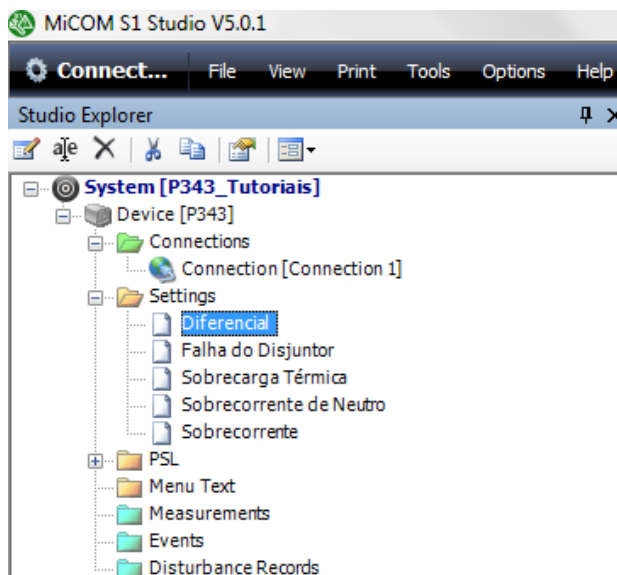 MiCOM S1 Studio V5.0.1
Connect... File View Print Tools Options Help
Studio Explorer
System [P343_Tutoriais]
Device [P343]
Connections
Connection [Connection 1]
Settings
Diferencial
Falha do Disjuntor
Sobrecarga Térmica
Sobrecorrente de Neutro
Sobrecorrente
PSL
Menu Text
Measurements
Events
Disturbance Records